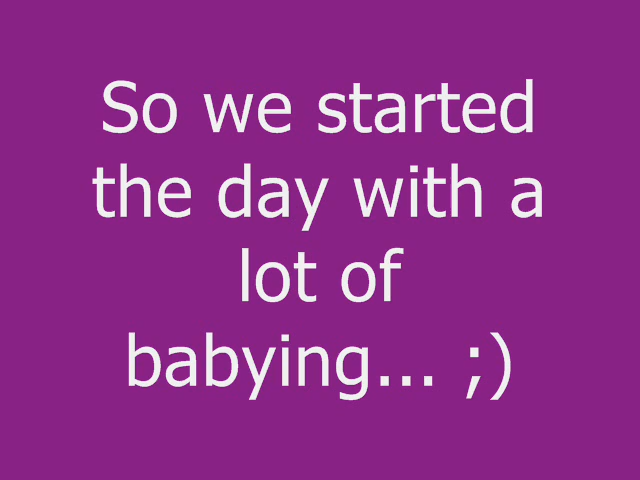 So we started
the day with a
lot of
babying... ;)